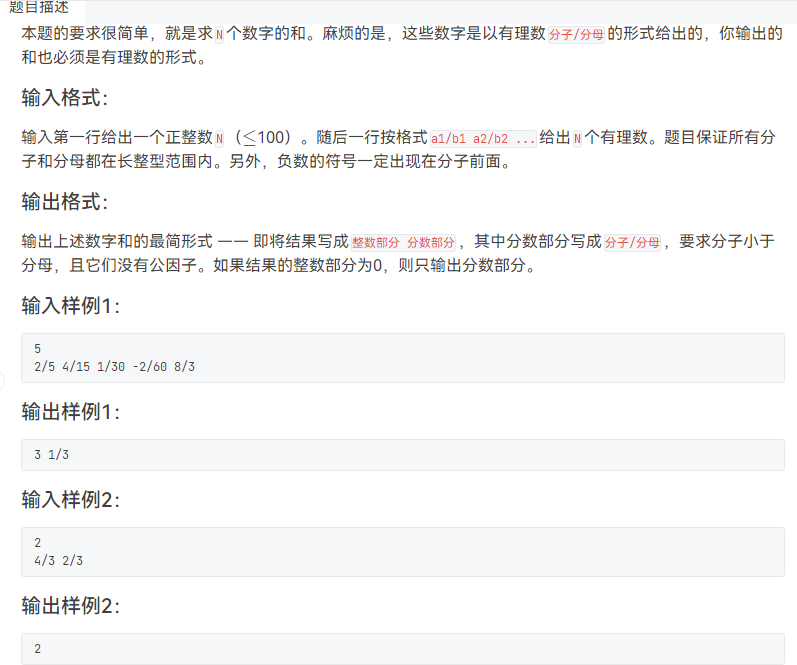 题目描述
本题的要求很简单，就是求N个数字的和。麻烦的是，这些数字是以有理数分子/分母的形式给出的，你输出的
和也必须是有理数的形式。
输入格式：
输入第一行给出一个正整数N（≤100）。随后一行按格式a1/b1 a2/b2 ...给出N个有理数。题目保证所有分
子和分母都在长整型范围内。另外，负数的符号一定出现在分子前面。
输出格式：
输出上述数字和的最简形式 —— 即将结果写成整数部分 分数部分，其中分数部分写成分子/分母，要求分子小于
分母，且它们没有公因子。如果结果的整数部分为0，则只输出分数部分。
输入样例1：
5
2/5 4/15 1/30 -2/60 8/3
输出样例1：
3 1/3
输入样例2：
2
4/3 2/3
输出样例2：
2